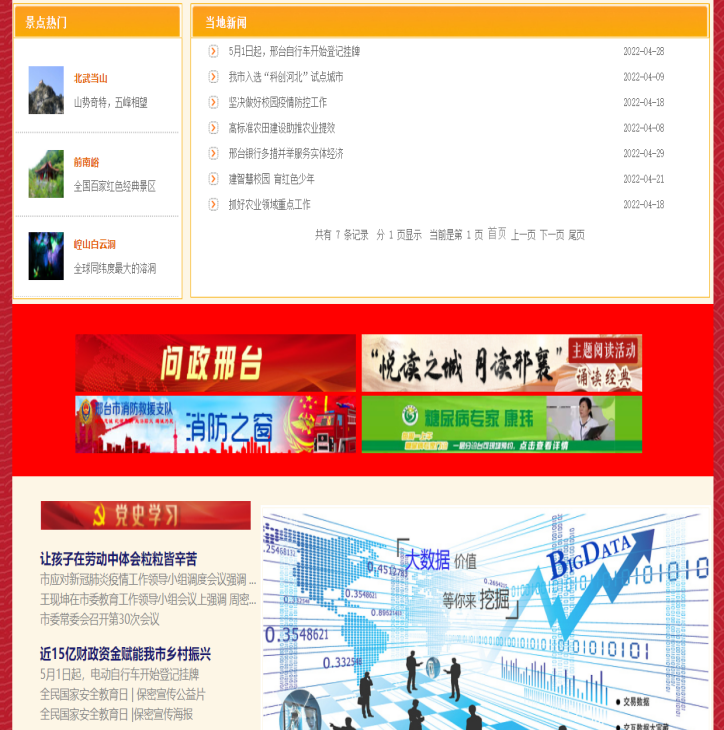 景点热门
北武当山
山势奇特，五峰相望
前南峪
全国百家红色经典景区
崆山白云洞
全球同纬度最大的溶洞
当地新闻
5月1日起，邢台自行车开始登记挂牌 2022-04-28
我市入选“科创河北”试点城市 2022-04-09
坚决做好校园疫情防控工作 2022-04-18
高标准农田建设助推农业提效 2022-04-08
邢台银行多措并举服务实体经济 2022-04-29
建智慧校园 育红色少年 2022-04-21
抓好农业领域重点工作 2022-04-18
共有 7 条记录 分 1 页显示 当前是第 1 页 首页 上一页 下一页 尾页
问政邢台
“悦读之城 月读邢襄”
主题阅读活动
诵读经典
邢台市消防救援支队
消防之窗
糖尿病专家 康玮
点击查看详情
党史学习
让孩子在劳动中体会粒粒皆辛苦
市应对新冠肺炎疫情工作领导小组调度会议强调 ...
王现坤在市委教育工作领导小组会议上强调 周密...
市委常委会召开第30次会议
近15亿财政资金赋能我市乡村振兴
5月1日起，电动自行车开始登记挂牌
全民国家安全教育日 | 保密宣传公益片
全民国家安全教育日 |保密宣传海报
大数据 价值
等你来 挖掘
BIGDATA
0.3548621
0.332546
交易数据